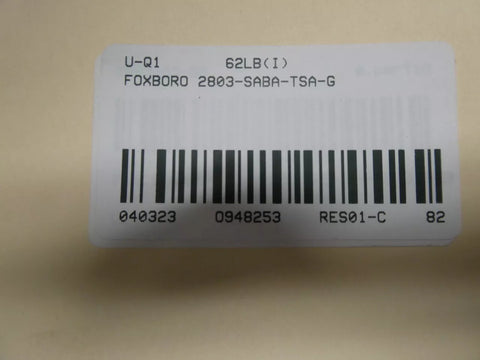 U-Q1 62LB(I)
FOXBORO 2803-SABA-TSA-G
040323 0948253 RES01-C 82